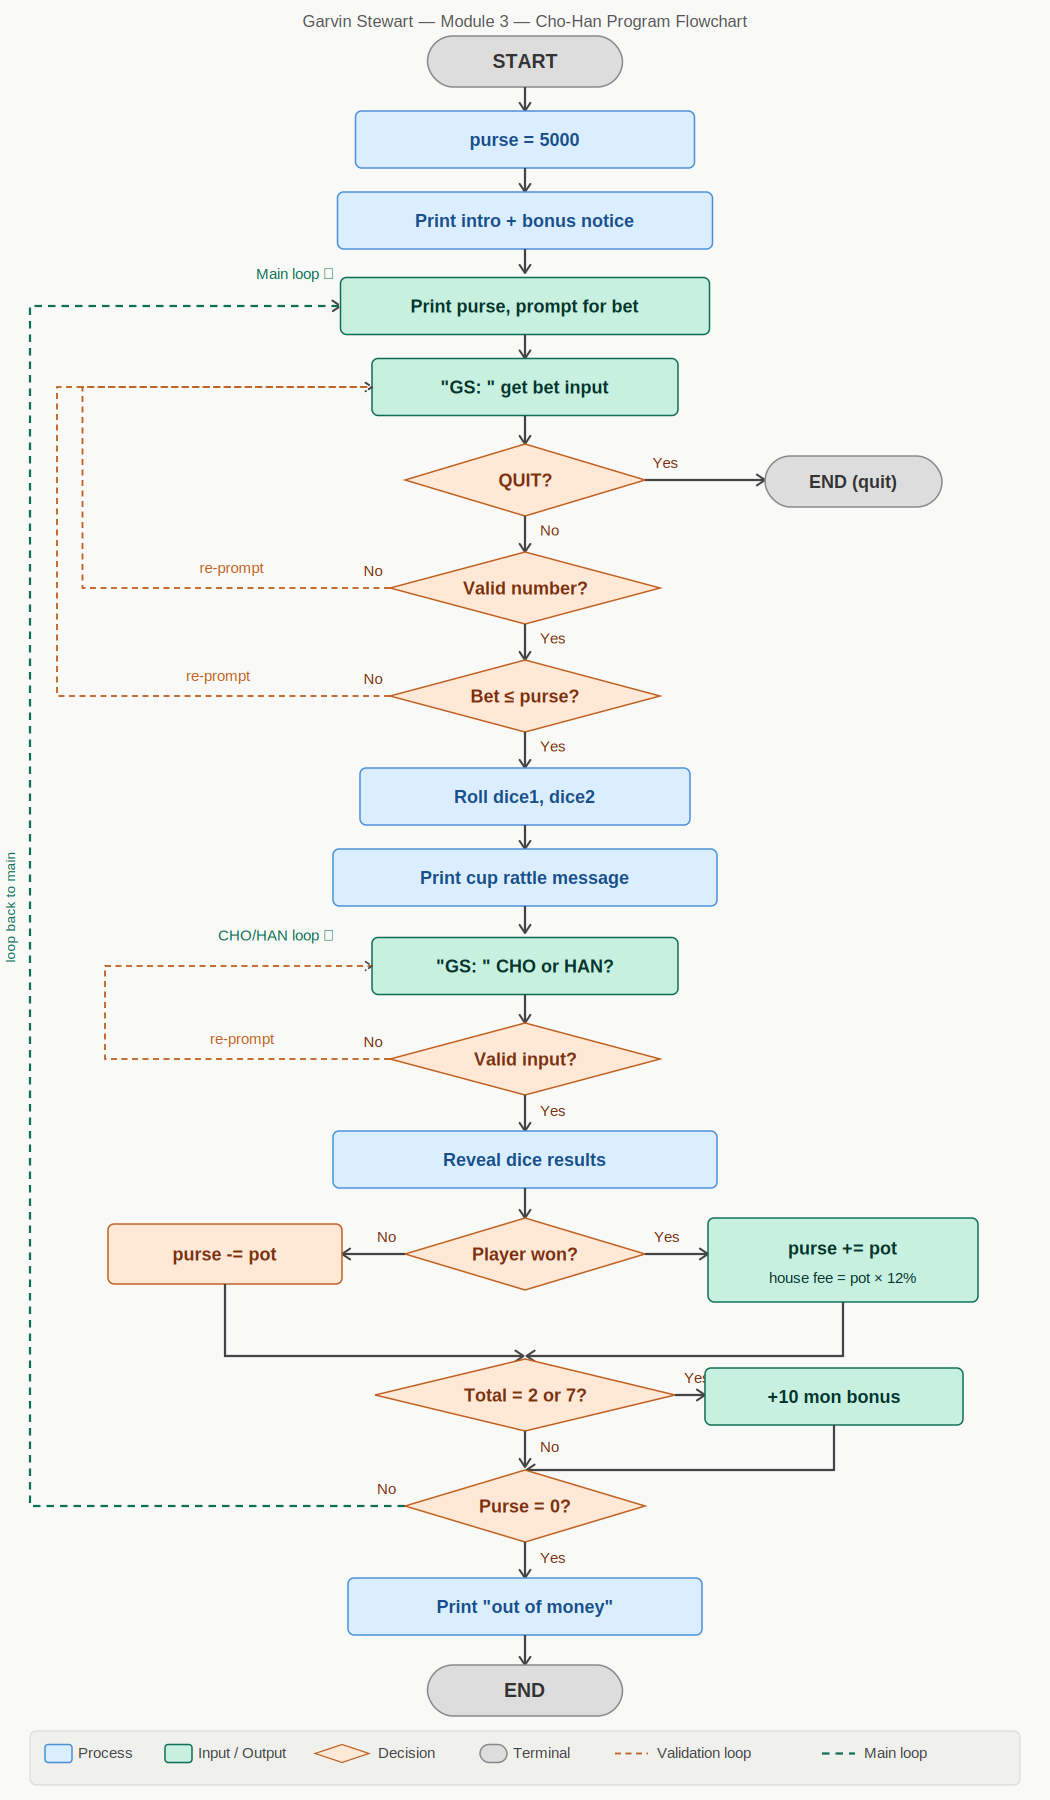 Garvin Stewart — Module 3 — Cho-Han Program Flowchart
START
purse = 5000
Print intro + bonus notice
Main loop
Print purse, prompt for bet
"GS: " get bet input
QUIT?
Yes
END (quit)
No
Valid number?
No
re-prompt
Yes
Bet ≤ purse?
No
re-prompt
Yes
Roll dice1, dice2
Print cup rattle message
loop back to main
CHO/HAN loop
"GS: " CHO or HAN?
Valid input?
No
re-prompt
Yes
Reveal dice results
Player won?
No
purse -= pot
Yes
purse += pot
house fee = pot × 12%
Total = 2 or 7?
Yes
+10 mon bonus
No
Purse = 0?
No
Yes
Print "out of money"
END
Process
Input / Output
Decision
Terminal
Validation loop
Main loop